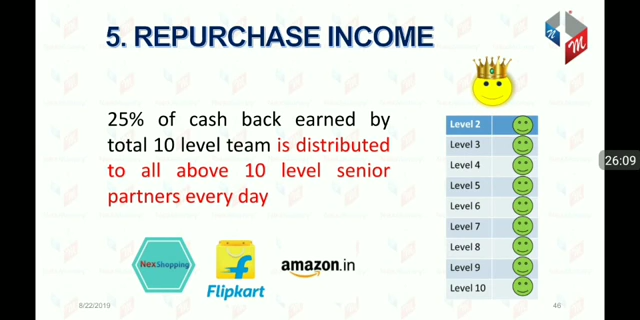 5. REPURCHASE INCOME
N
M
25% of cash back earned by
total 10 level team is distributed
to all above 10 level senior
partners every day
Level 2
Level 3
Level 4
Level 5
Level 6
Level 7
Level 8
Level 9
Level 10
26:09
NexShopping
Flipkart
amazon.in
8/22/2019
46